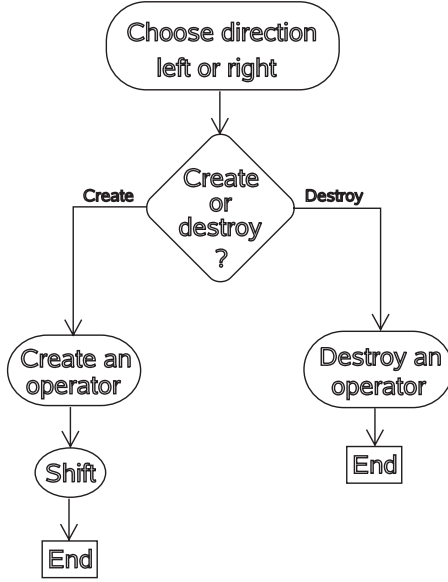 Choose direction
left or right
Create
or
destroy
?
Create
Destroy
Create an
operator
Destroy an
operator
Shift
End
End